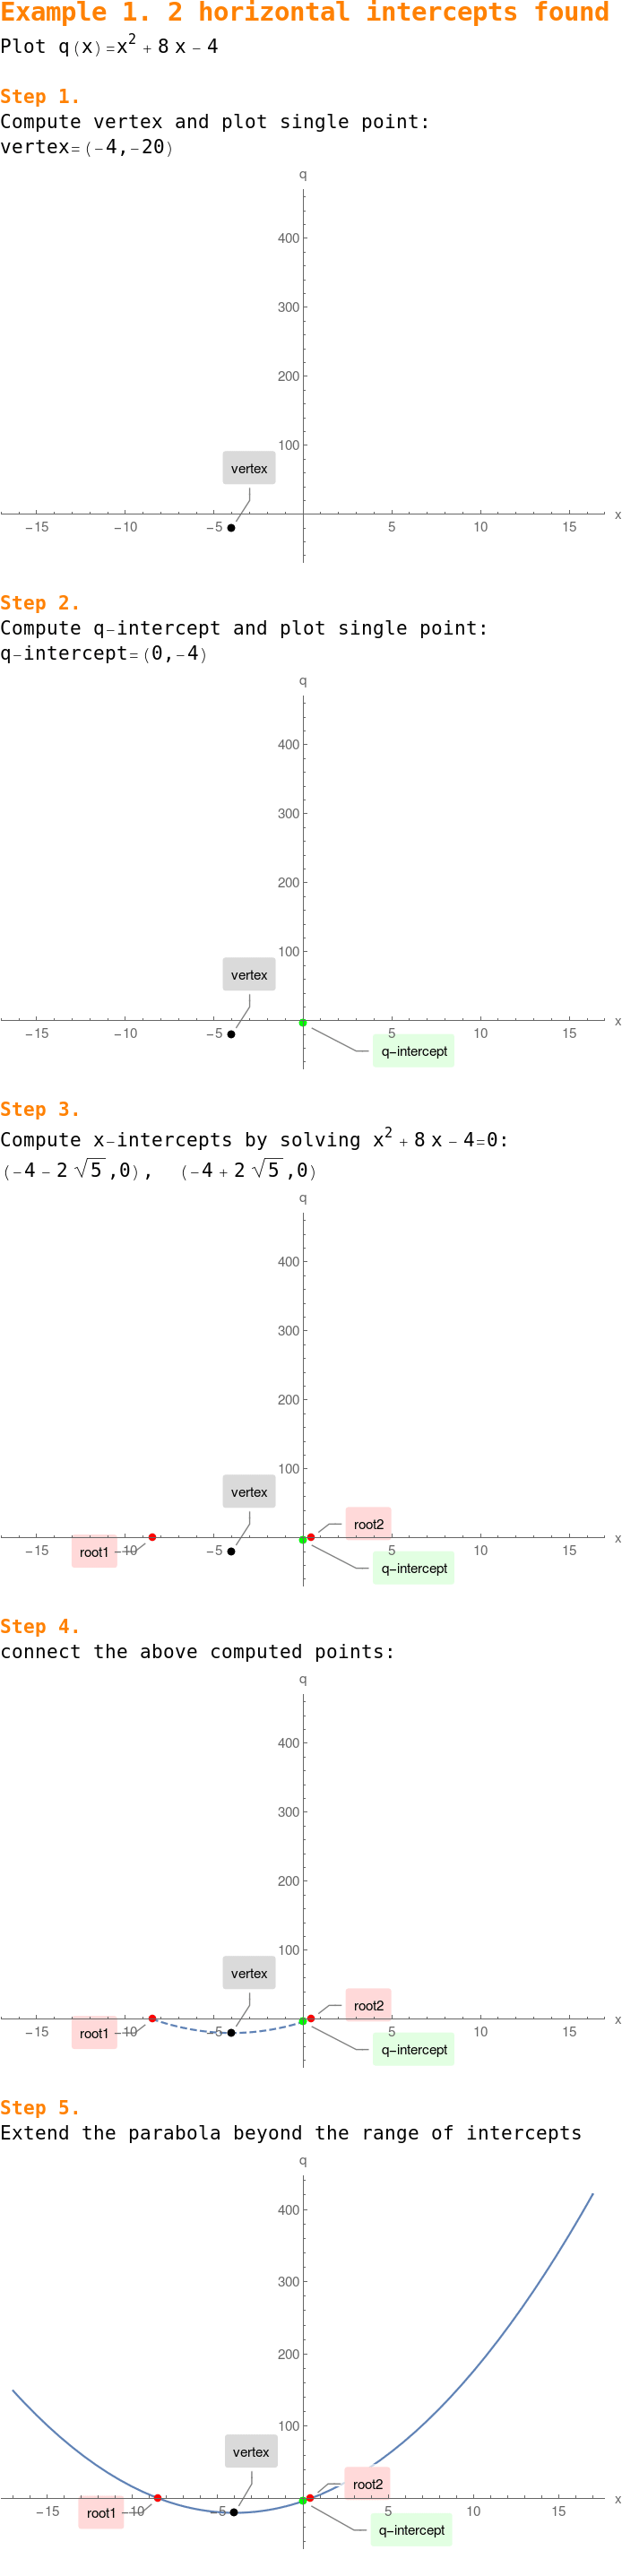 Example 1. 2 horizontal intercepts found
Plot q(x)=x² + 8 x − 4
Step 1.
Compute vertex and plot single point:
vertex=(−4,−20)
q
400
300
200
100
vertex
−15 −10 −5 5 10 15 x
Step 2.
Compute q−intercept and plot single point:
q−intercept=(0,−4)
q
400
300
200
100
vertex
−15 −10 −5 5 10 15 x
q−intercept
Step 3.
Compute x−intercepts by solving x² + 8 x − 4=0:
(−4 − 2 √5 ,0), (−4 + 2 √5 ,0)
q
400
300
200
100
vertex
root2
−15 −10 −5 5 10 15 x
root1
q−intercept
Step 4.
connect the above computed points:
q
400
300
200
100
vertex
root2
−15 −10 −5 5 10 15 x
root1
q−intercept
Step 5.
Extend the parabola beyond the range of intercepts
q
400
300
200
100
vertex
root2
−15 −10 −5 5 10 15 x
root1
q−intercept